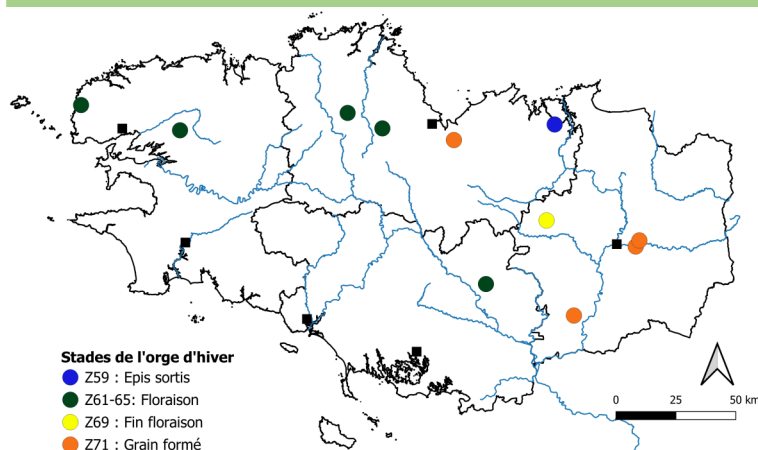 Stades de l'orge d'hiver
Z59 : Epis sortis
Z61-65: Floraison
Z69 : Fin floraison
Z71 : Grain formé
0 25 50 km